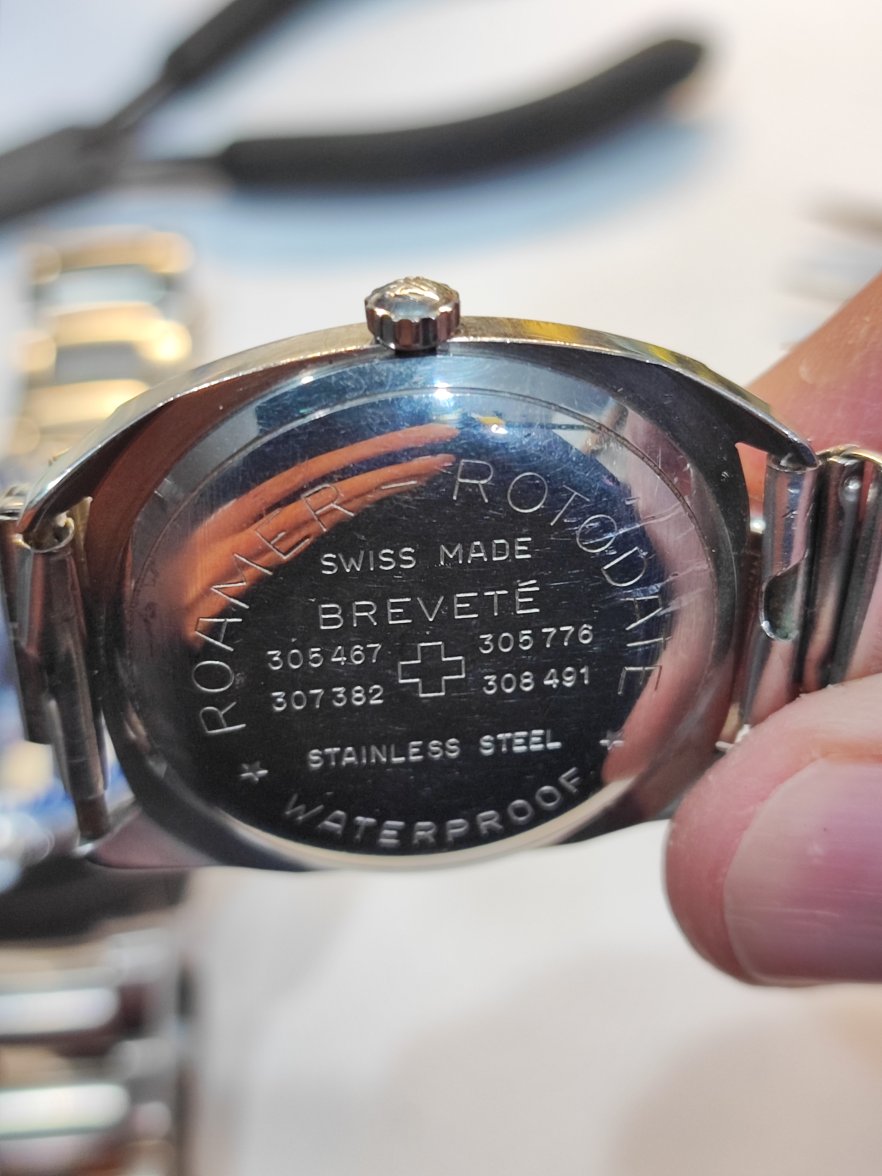 ROAMER - ROTODATE
SWISS MADE
BREVETÉ
305467 305776
307382 308491
STAINLESS STEEL
WATERPROOF